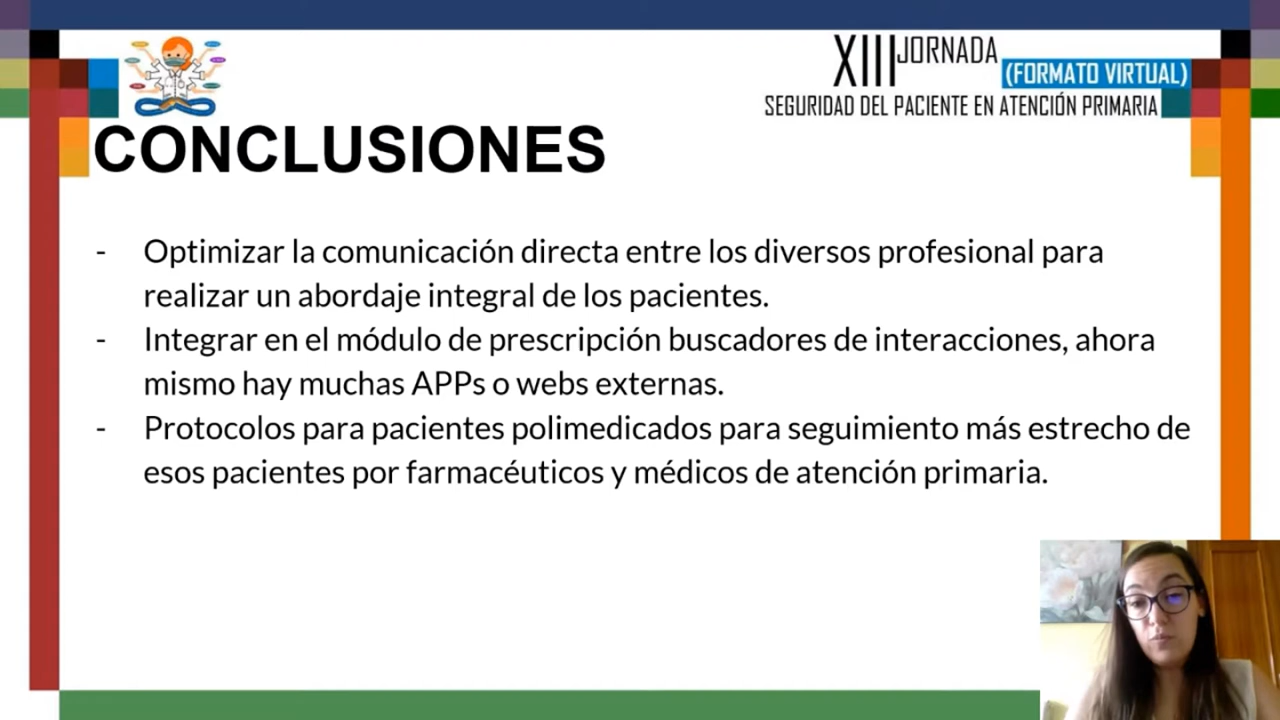 XIII JORNADA
(FORMATO VIRTUAL)
SEGURIDAD DEL PACIENTE EN ATENCIÓN PRIMARIA
CONCLUSIONES
- Optimizar la comunicación directa entre los diversos profesional para
realizar un abordaje integral de los pacientes.
- Integrar en el módulo de prescripción buscadores de interacciones, ahora
mismo hay muchas APPs o webs externas.
- Protocolos para pacientes polimedicados para seguimiento más estrecho de
esos pacientes por farmacéuticos y médicos de atención primaria.